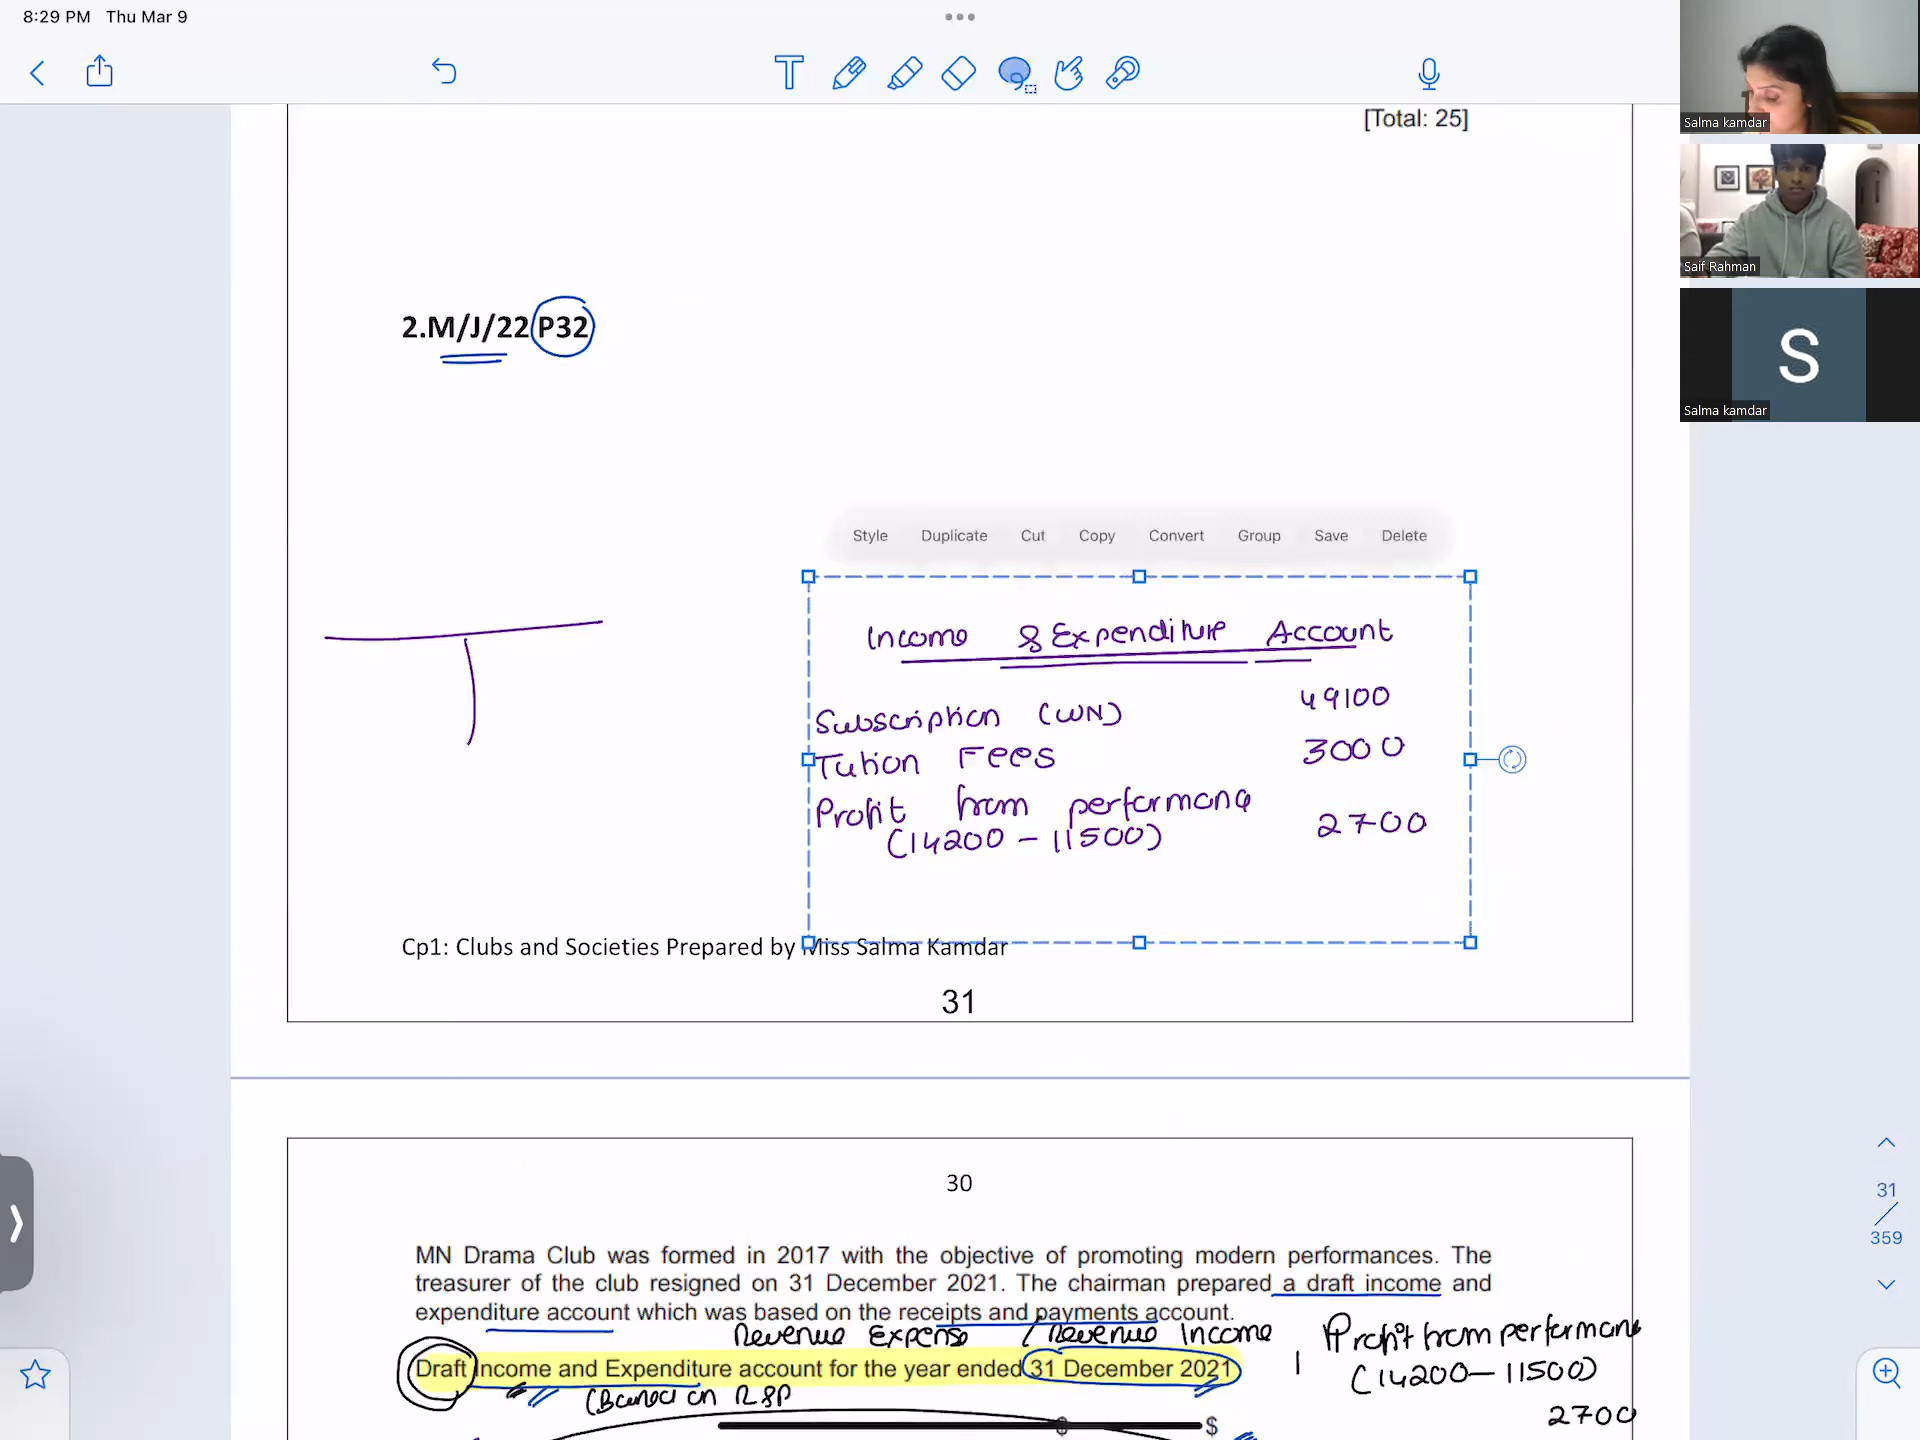 8:29 PM Thu Mar 9
[Total: 25]
Salma kamdar
Saif Rahman
S
Salma kamdar
2.M/J/22 P32
Style Duplicate Cut Copy Convert Group Save Delete
Income & Expenditure Account
Subscription (WN) 49100
Tution Fees 3000
Profit from performanc 2700
(14200 - 11500)
Cp1: Clubs and Societies Prepared by Miss Salma Kamdar
31
30
31
359
MN Drama Club was formed in 2017 with the objective of promoting modern performances. The
treasurer of the club resigned on 31 December 2021. The chairman prepared a draft income and
expenditure account which was based on the receipts and payments account.
Revenue Expense / Revenue Income
Profit from performanc
Draft Income and Expenditure account for the year ended 31 December 2021
(14200 - 11500)
(Based on R&P
2700
$ $